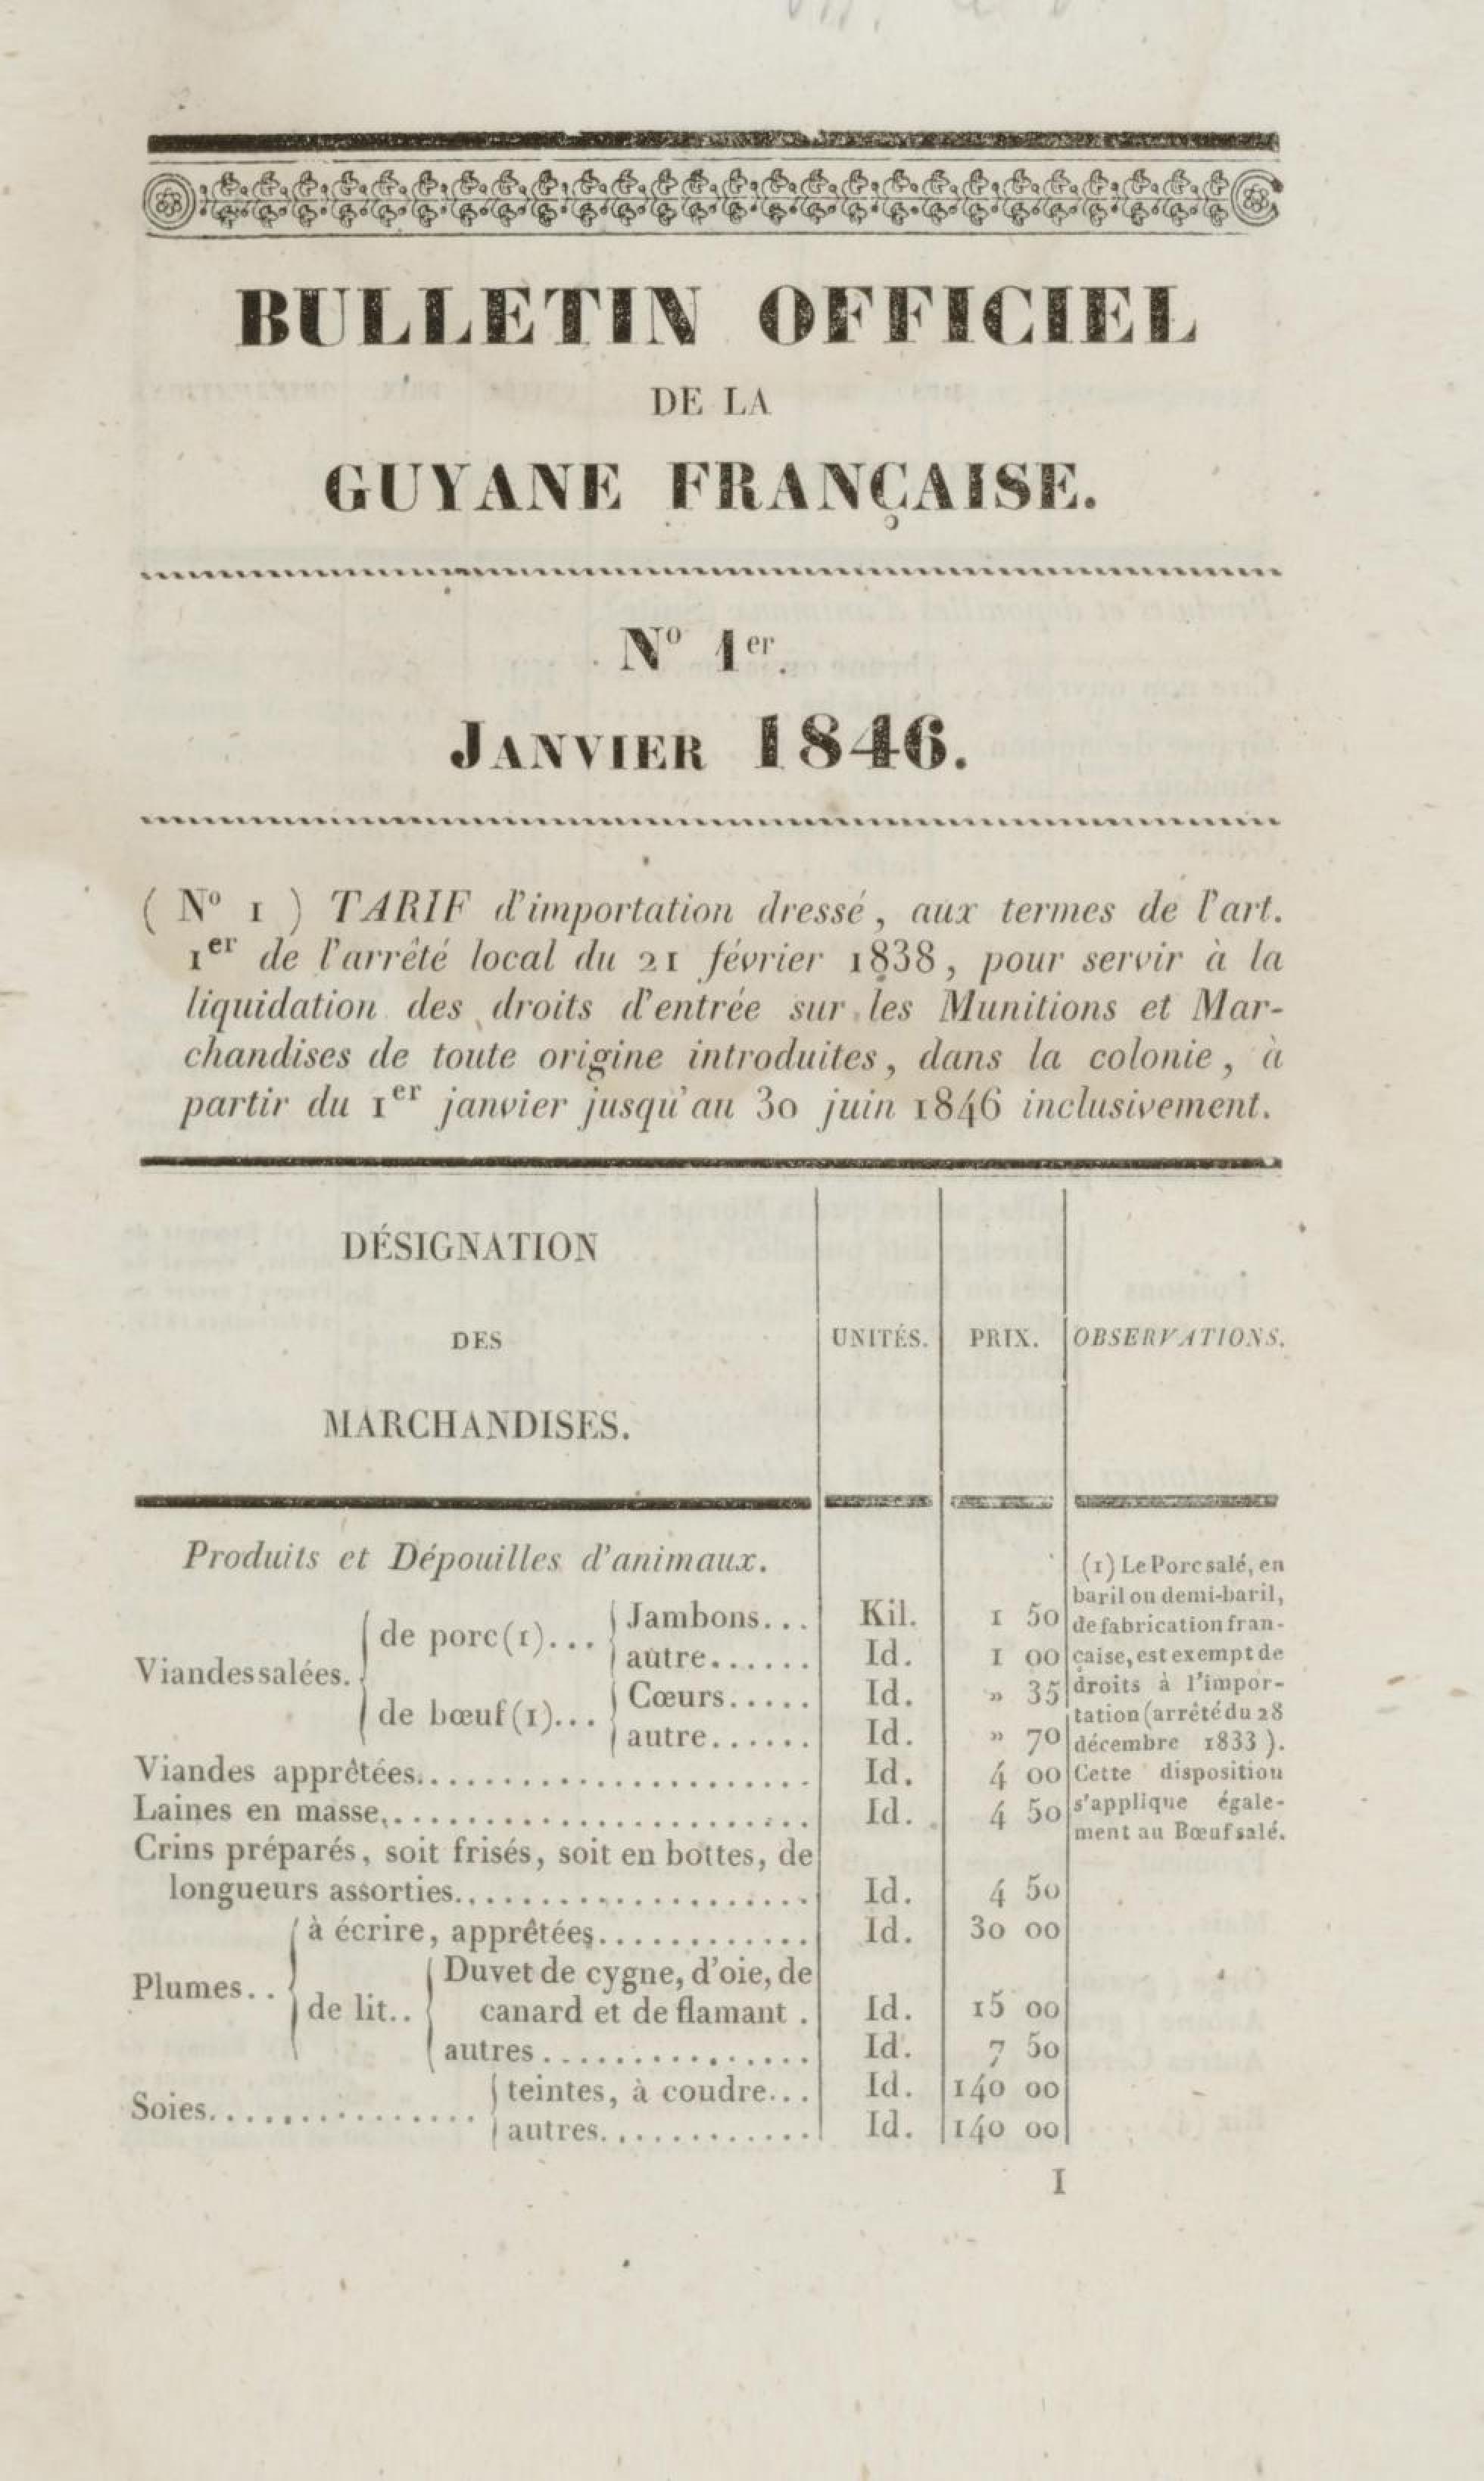 BULLETIN OFFICIEL
DE LA
GUYANE FRANÇAISE.
N° 1er.
JANVIER 1846.
( N° 1 ) TARIF d'importation dressé, aux termes de l'art.
1er de l'arrêté local du 21 février 1838, pour servir à la
liquidation des droits d'entrée sur les Munitions et Mar-
chandises de toute origine introduites, dans la colonie, à
partir du 1er janvier jusqu'au 30 juin 1846 inclusivement.
DÉSIGNATION
DES
MARCHANDISES.
UNITÉS.
PRIX.
OBSERVATIONS.
Produits et Dépouilles d'animaux.
Viandes salées.
de porc (1)... Jambons... Kil. 1 50
autre...... Id. 1 00
de bœuf (1)... Cœurs..... Id. » 35
autre...... Id. » 70
Viandes apprêtées....................... Id. 4 00
Laines en masse........................ Id. 4 50
Crins préparés, soit frisés, soit en bottes, de
longueurs assorties..................... Id. 4 50
Plumes..
à écrire, apprêtées............. Id. 30 00
de lit.. Duvet de cygne, d'oie, de
canard et de flamant . Id. 15 00
autres............... Id. 7 50
Soies............... teintes, à coudre... Id. 140 00
autres............. Id. 140 00
(1) Le Porc salé, en
baril ou demi-baril,
de fabrication fran-
çaise, est exempt de
droits à l'impor-
tation (arrêté du 28
décembre 1833 ).
Cette disposition
s'applique égale-
ment au Bœuf salé.
1